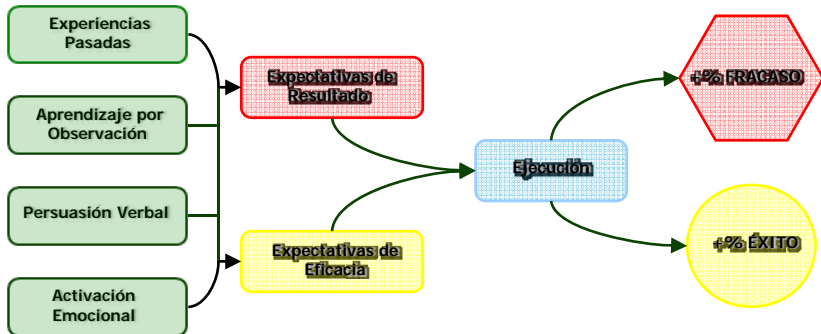 Experiencias
Pasadas
Aprendizaje por
Observación
Persuasión Verbal
Activación
Emocional
Expectativas de
Resultado
Expectativas de
Eficacia
Ejecución
+% FRACASO
+% ÉXITO